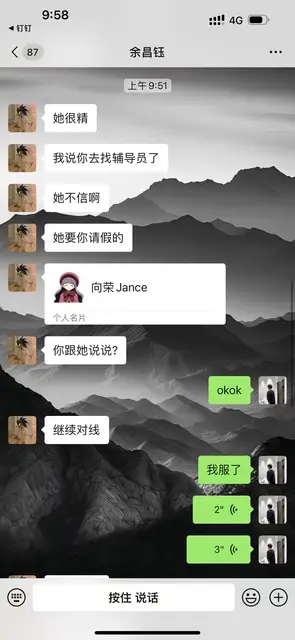 9:58
4G
钉钉
87
余昌钰
上午9:51
她很精
我说你去找辅导员了
她不信啊
她要你请假的
向荣 Jance
个人名片
你跟她说说?
okok
继续对线
我服了
2"
3"
按住 说话